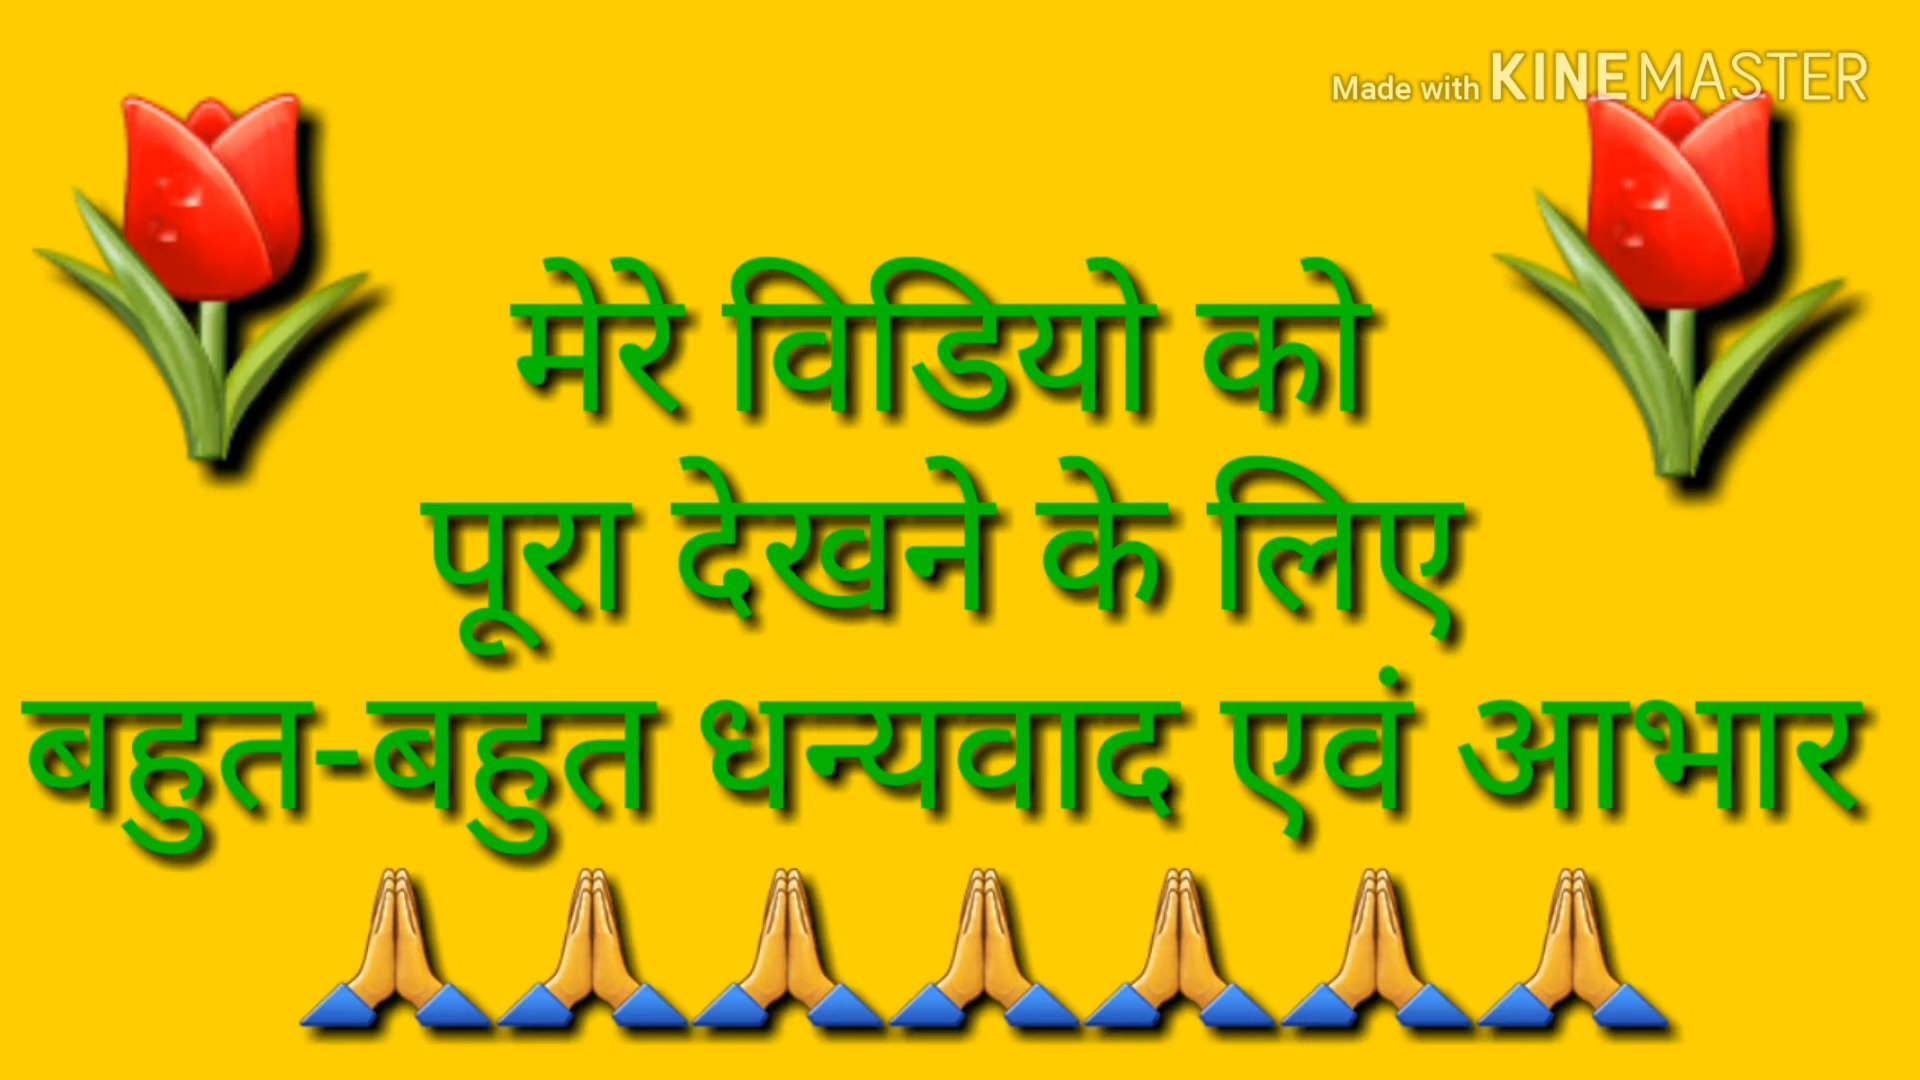 Made with KINEMASTER
मेरे विडियो को
पूरा देखने के लिए
बहुत-बहुत धन्यवाद एवं आभार
🙏🙏🙏🙏🙏🙏🙏